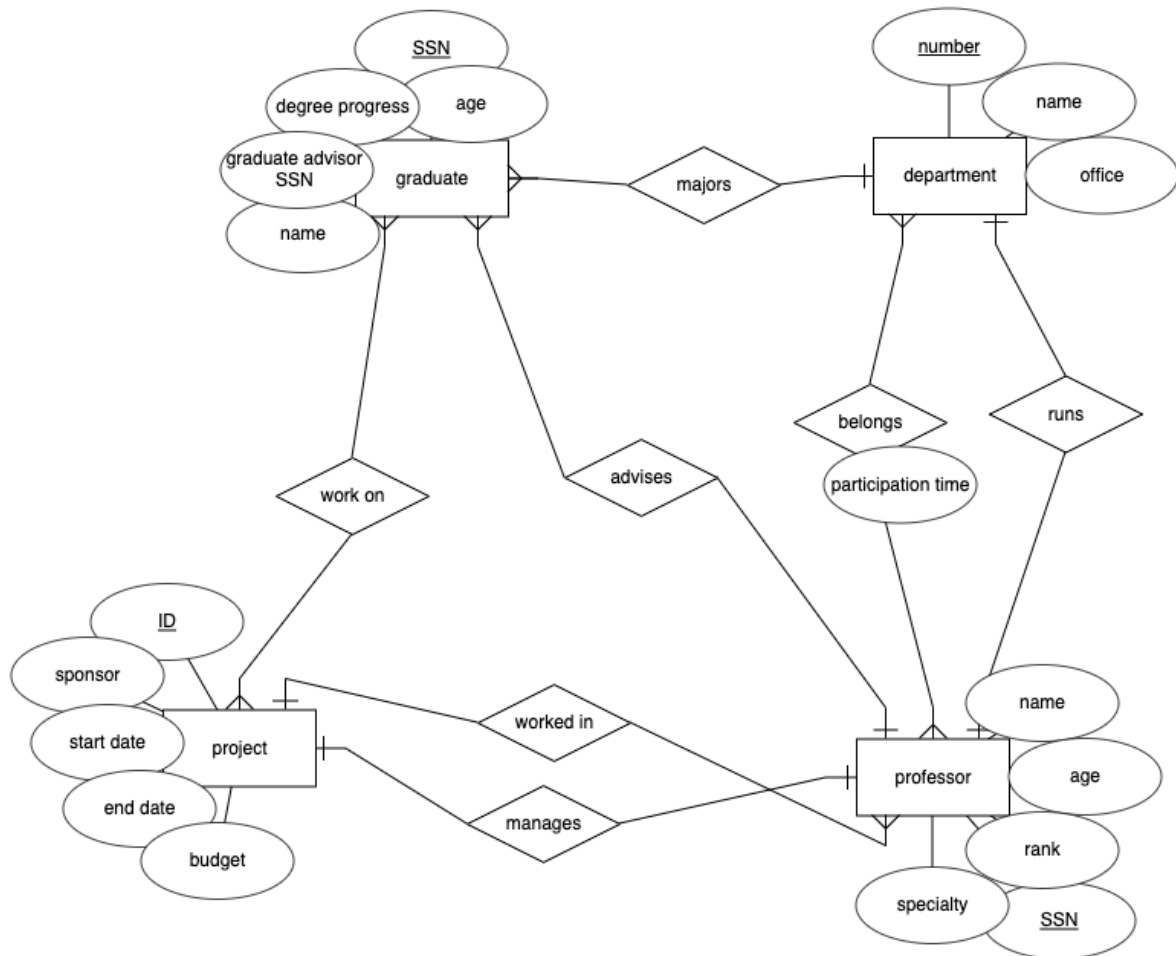 SSN
number
degree progress
age
name
graduate advisor
SSN
graduate
majors
department
office
name
belongs
runs
participation time
advises
work on
ID
sponsor
start date
project
worked in
name
professor
age
end date
manages
budget
rank
specialty
SSN